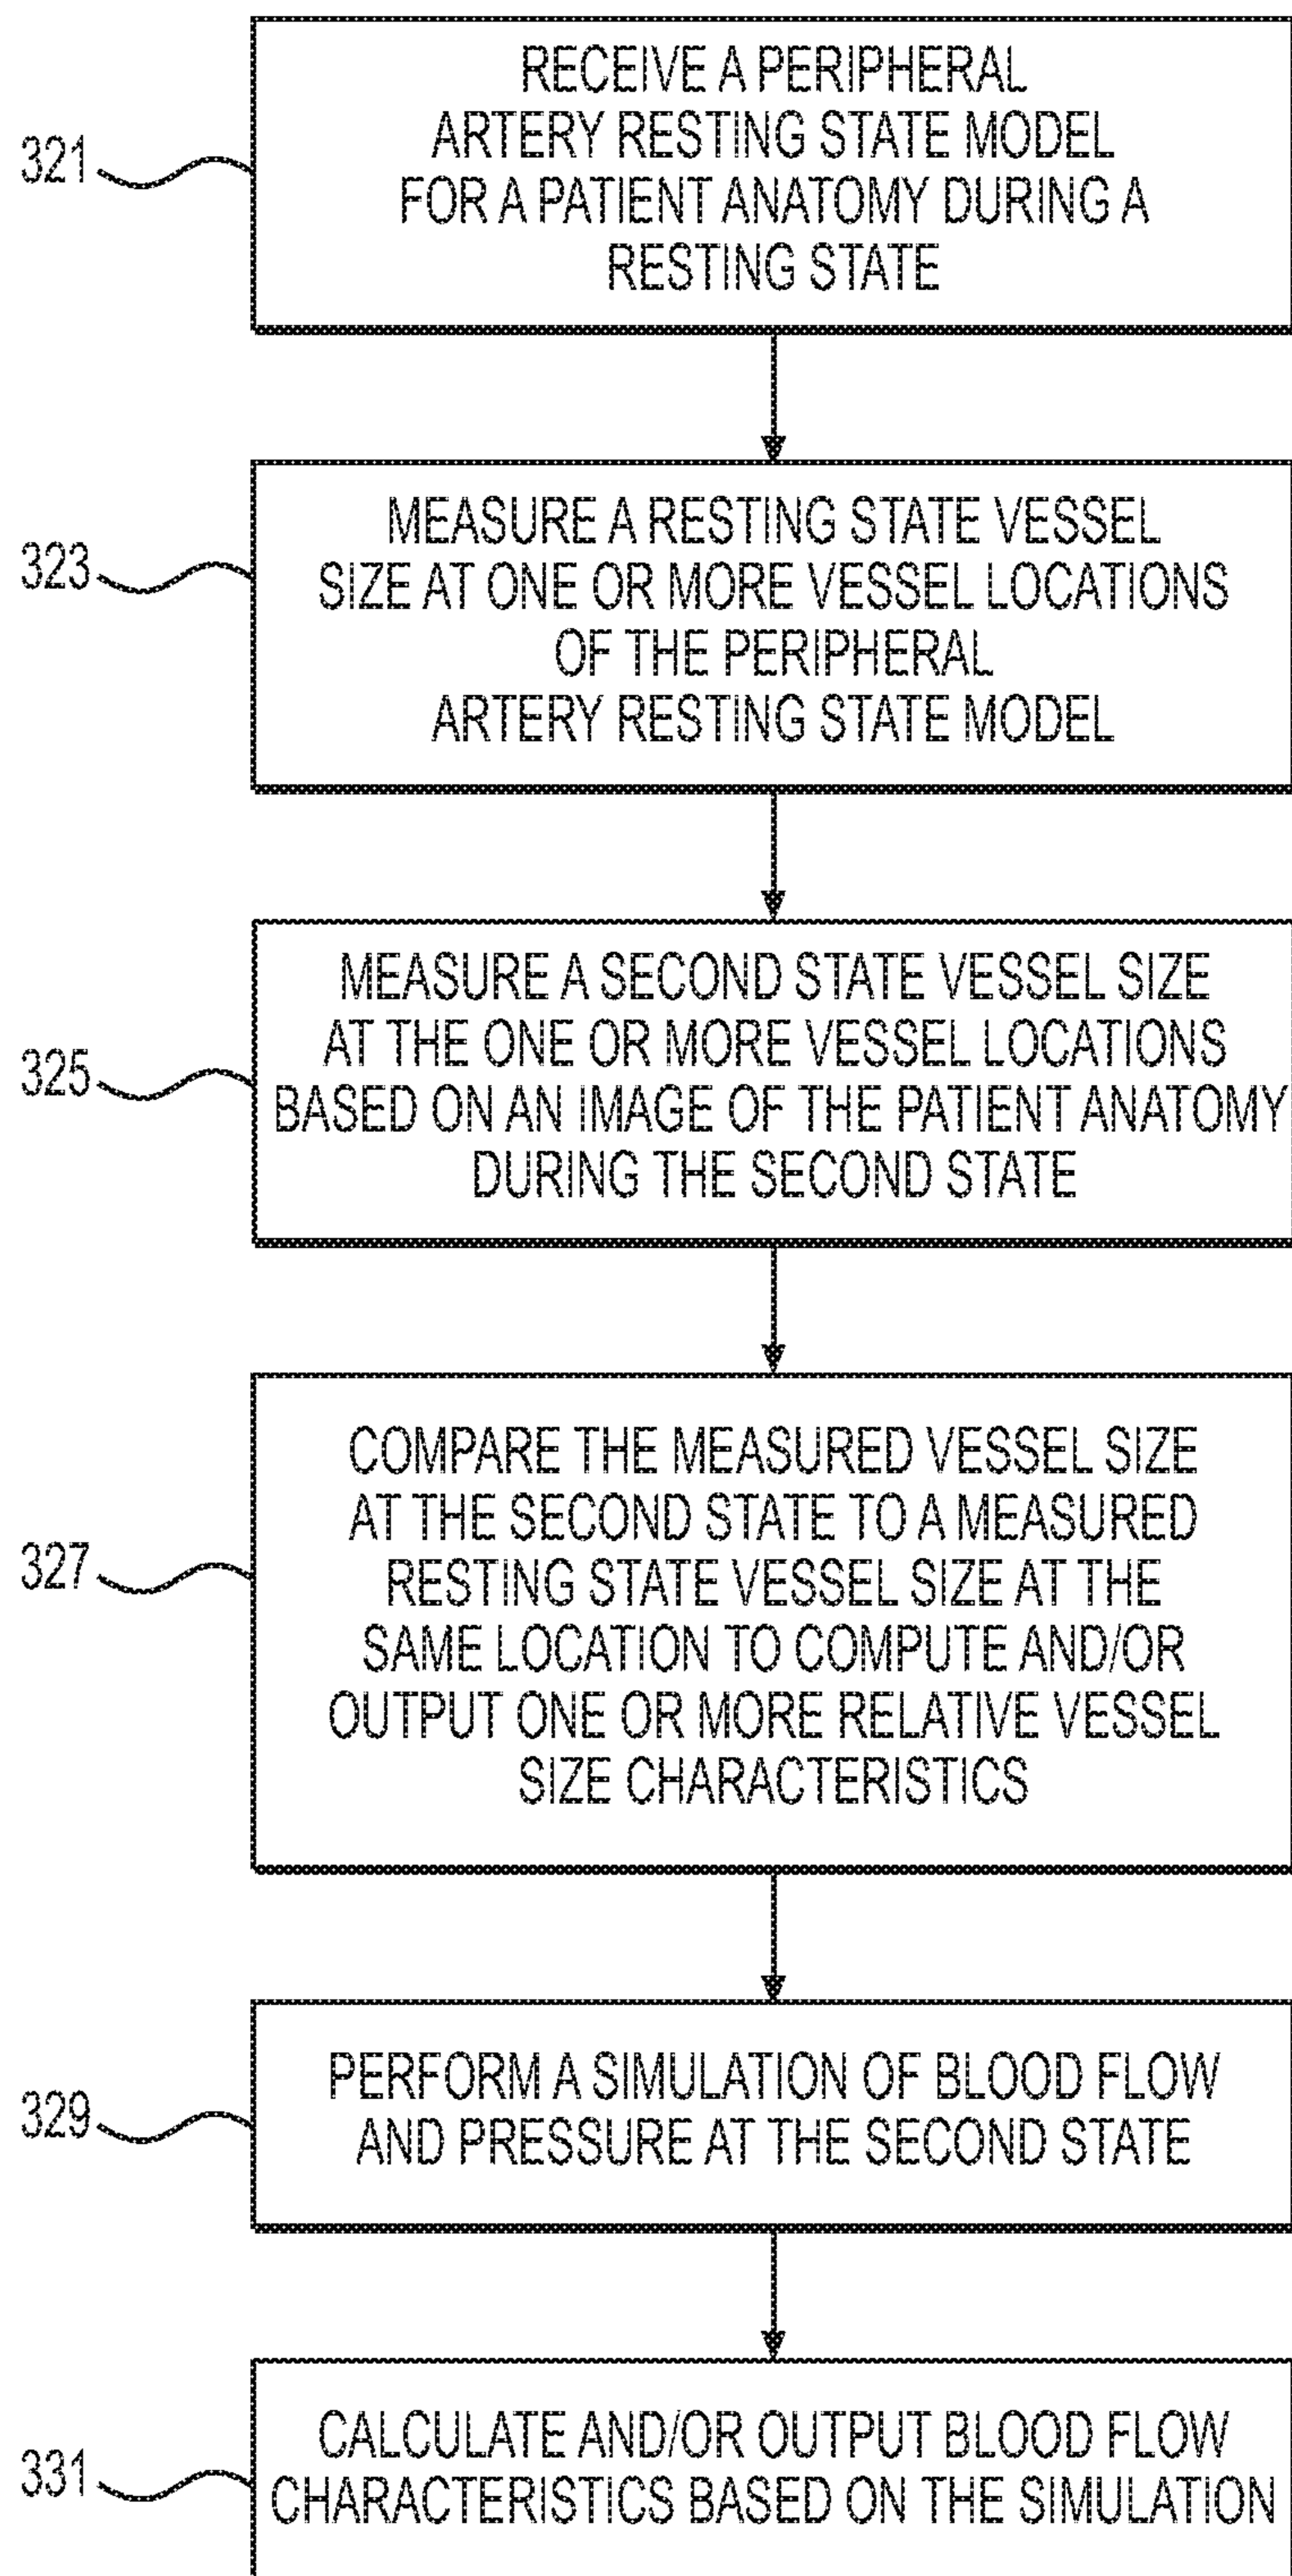 321
RECEIVE A PERIPHERAL
ARTERY RESTING STATE MODEL
FOR A PATIENT ANATOMY DURING A
RESTING STATE
323
MEASURE A RESTING STATE VESSEL
SIZE AT ONE OR MORE VESSEL LOCATIONS
OF THE PERIPHERAL
ARTERY RESTING STATE MODEL
325
MEASURE A SECOND STATE VESSEL SIZE
AT THE ONE OR MORE VESSEL LOCATIONS
BASED ON AN IMAGE OF THE PATIENT ANATOMY
DURING THE SECOND STATE
327
COMPARE THE MEASURED VESSEL SIZE
AT THE SECOND STATE TO A MEASURED
RESTING STATE VESSEL SIZE AT THE
SAME LOCATION TO COMPUTE AND/OR
OUTPUT ONE OR MORE RELATIVE VESSEL
SIZE CHARACTERISTICS
329
PERFORM A SIMULATION OF BLOOD FLOW
AND PRESSURE AT THE SECOND STATE
331
CALCULATE AND/OR OUTPUT BLOOD FLOW
CHARACTERISTICS BASED ON THE SIMULATION